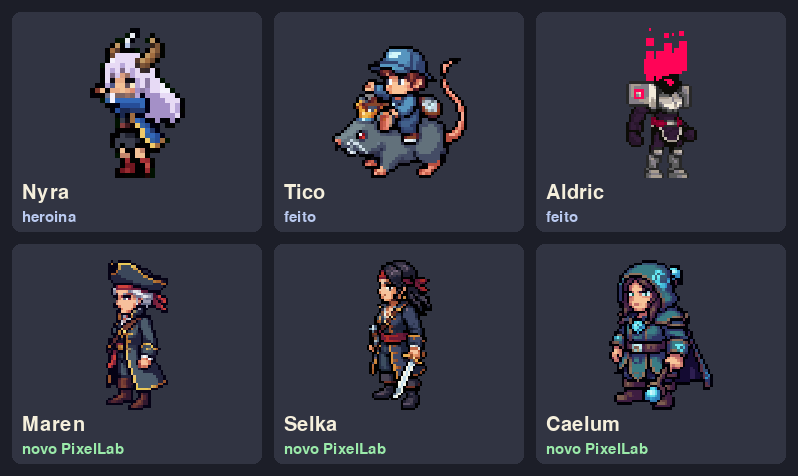 Nyra
heroina
Tico
feito
Aldric
feito
Maren
novo PixelLab
Selka
novo PixelLab
Caelum
novo PixelLab